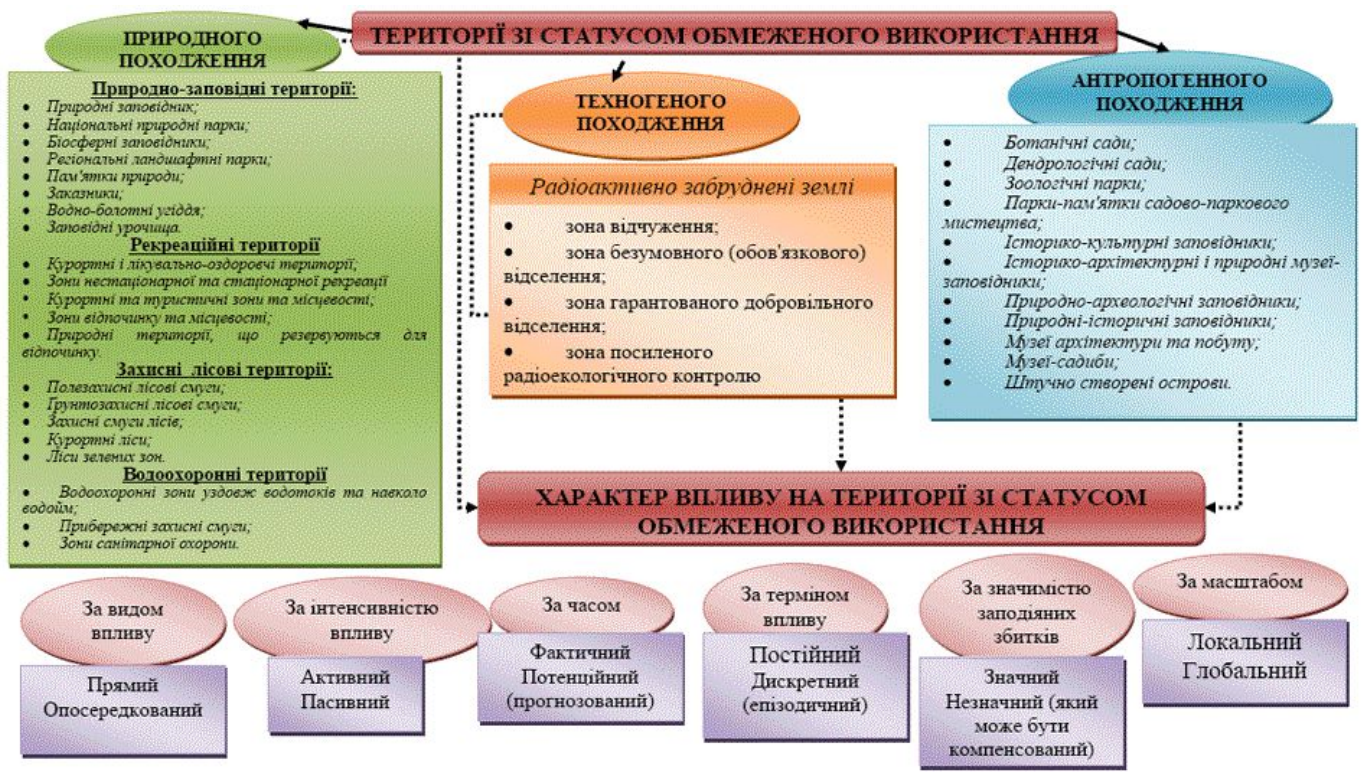 ТЕРИТОРІЇ ЗІ СТАТУСОМ ОБМЕЖЕНОГО ВИКОРИСТАННЯ
ПРИРОДНОГО
ПОХОДЖЕННЯ
Природно-заповідні території:
• Природні заповідник;
• Національні природні парки;
• Біосферні заповідники;
• Регіональні ландшафтні парки;
• Пам'ятки природи;
• Заказники;
• Водно-болотні угіддя;
• Заповідні урочища.
Рекреаційні території
• Курортні і лікувально-оздоровчі території;
• Зони нестаціонарної та стаціонарної рекреації
• Курортні та туристичні зони та місцевості;
• Зони відпочинку та місцевості;
• Природні території, що резервуються для
відпочинку.
Захисні лісові території:
• Полезахисні лісові смуги;
• Ґрунтозахисні лісові смуги;
• Захисні смуги лісів;
• Курортні ліси;
• Ліси зелених зон.
Водоохоронні території
• Водоохоронні зони уздовж водотоків та навколо
водойм;
• Прибережні захисні смуги;
• Зони санітарної охорони.
ТЕХНОГЕНОГО
ПОХОДЖЕННЯ
Радіоактивно забруднені землі
• зона відчуження;
• зона безумовного (обов'язкового)
відселення;
• зона гарантованого добровільного
відселення;
• зона посиленого
радіоекологічного контролю
АНТРОПОГЕННОГО
ПОХОДЖЕННЯ
• Ботанічні сади;
• Дендрологічні сади;
• Зоологічні парки;
• Парки-пам'ятки садово-паркового
мистецтва;
• Історико-культурні заповідники;
• Історико-архітектурні і природні музеї-
заповідники;
• Природно-археологічні заповідники;
• Природні-історичні заповідники;
• Музеї архітектури та побуту;
• Музеї-садиби;
• Штучно створені острови.
ХАРАКТЕР ВПЛИВУ НА ТЕРИТОРІЇ ЗІ СТАТУСОМ
ОБМЕЖЕНОГО ВИКОРИСТАННЯ
За видом
впливу
Прямий
Опосередкований
За інтенсивністю
впливу
Активний
Пасивний
За часом
Фактичний
Потенційний
(прогнозований)
За терміном
впливу
Постійний
Дискретний
(епізодичний)
За значимістю
заподіяних
збитків
Значний
Незначний (який
може бути
компенсований)
За масштабом
Локальний
Глобальний